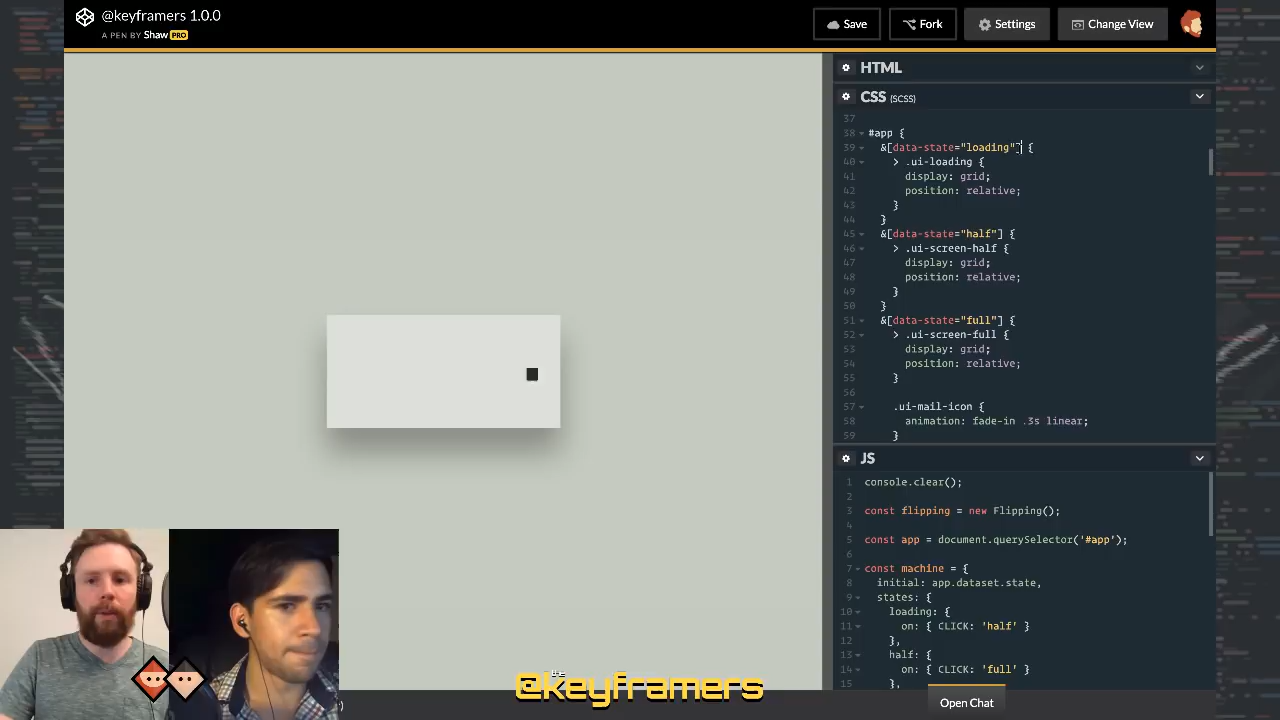 @keyframers 1.0.0
A PEN BY Shaw PRO
Save
Fork
Settings
Change View
HTML
CSS (SCSS)
37
38 #app {
39 &[data-state="loading"] {
40 > .ui-loading {
41 display: grid;
42 position: relative;
43 }
44 }
45 &[data-state="half"] {
46 > .ui-screen-half {
47 display: grid;
48 position: relative;
49 }
50 }
51 &[data-state="full"] {
52 > .ui-screen-full {
53 display: grid;
54 position: relative;
55 }
56
57 .ui-mail-icon {
58 animation: fade-in .3s linear;
59 }
JS
1 console.clear();
2
3 const flipping = new Flipping();
4
5 const app = document.querySelector('#app');
6
7 const machine = {
8 initial: app.dataset.state,
9 states: {
10 loading: {
11 on: { CLICK: 'half' }
12 },
13 half: {
14 on: { CLICK: 'full' }
15 },
the
@keyframers
Open Chat